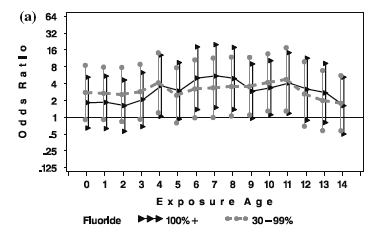 (a)
64
32
16
8
4
2
1
.5
.25
.125
Odds Ratio
0 1 2 3 4 5 6 7 8 9 10 11 12 13 14
Exposure Age
Fluoride 100%+ 30-99%